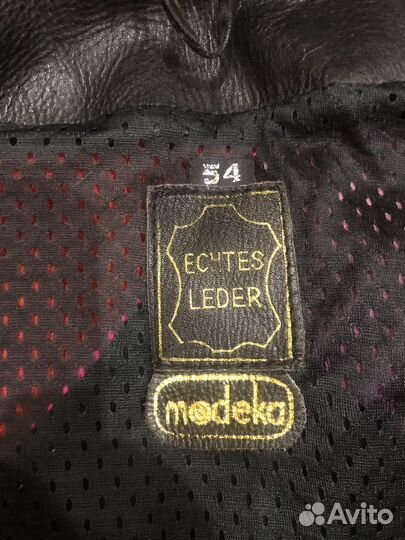 54
ECHTES
LEDER
modeka
Avito